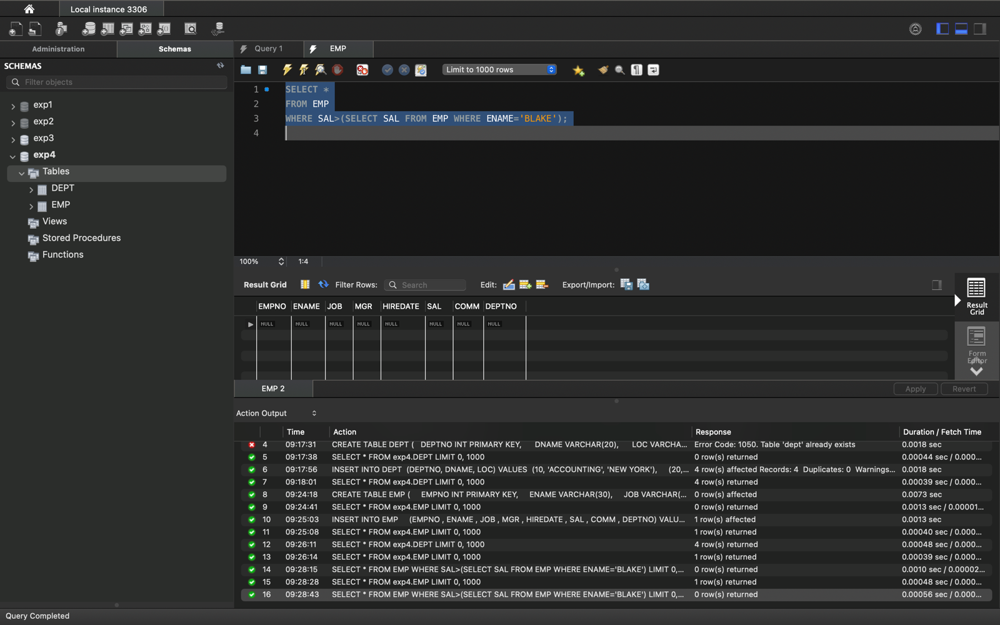 Local instance 3306
Administration
Schemas
Query 1
EMP
SCHEMAS
Filter objects
exp1
exp2
exp3
exp4
Tables
DEPT
EMP
Views
Stored Procedures
Functions
Limit to 1000 rows
1 SELECT *
2 FROM EMP
3 WHERE SAL>(SELECT SAL FROM EMP WHERE ENAME='BLAKE');
4
100% 1:4
Result Grid Filter Rows: Search Edit: Export/Import:
EMPNO ENAME JOB MGR HIREDATE SAL COMM DEPTNO
NULL NULL NULL NULL NULL NULL NULL NULL
Result
Grid
Form
Editor
EMP 2
Apply Revert
Action Output
Time Action Response Duration / Fetch Time
4 09:17:31 CREATE TABLE DEPT ( DEPTNO INT PRIMARY KEY, DNAME VARCHAR(20), LOC VARCHA... Error Code: 1050. Table 'dept' already exists 0.0018 sec
5 09:17:38 SELECT * FROM exp4.DEPT LIMIT 0, 1000 0 row(s) returned 0.00044 sec / 0.000...
6 09:17:56 INSERT INTO DEPT (DEPTNO, DNAME, LOC) VALUES (10, 'ACCOUNTING', 'NEW YORK'), (20,... 4 row(s) affected Records: 4 Duplicates: 0 Warnings... 0.0018 sec
7 09:18:01 SELECT * FROM exp4.DEPT LIMIT 0, 1000 4 row(s) returned 0.00039 sec / 0.000...
8 09:24:18 CREATE TABLE EMP ( EMPNO INT PRIMARY KEY, ENAME VARCHAR(30), JOB VARCHAR(... 0 row(s) affected 0.0073 sec
9 09:24:41 SELECT * FROM exp4.EMP LIMIT 0, 1000 0 row(s) returned 0.0013 sec / 0.00001...
10 09:25:03 INSERT INTO EMP (EMPNO , ENAME , JOB , MGR , HIREDATE , SAL , COMM , DEPTNO) VALU... 1 row(s) affected 0.0013 sec
11 09:25:08 SELECT * FROM exp4.EMP LIMIT 0, 1000 1 row(s) returned 0.00040 sec / 0.000...
12 09:26:11 SELECT * FROM exp4.DEPT LIMIT 0, 1000 4 row(s) returned 0.00048 sec / 0.000...
13 09:26:14 SELECT * FROM exp4.EMP LIMIT 0, 1000 1 row(s) returned 0.00039 sec / 0.000...
14 09:28:15 SELECT * FROM EMP WHERE SAL>(SELECT SAL FROM EMP WHERE ENAME='BLAKE') LIMIT 0,... 0 row(s) returned 0.0010 sec / 0.00002...
15 09:28:28 SELECT * FROM exp4.EMP LIMIT 0, 1000 1 row(s) returned 0.00048 sec / 0.000...
16 09:28:43 SELECT * FROM EMP WHERE SAL>(SELECT SAL FROM EMP WHERE ENAME='BLAKE') LIMIT 0,... 0 row(s) returned 0.00056 sec / 0.000...
Query Completed